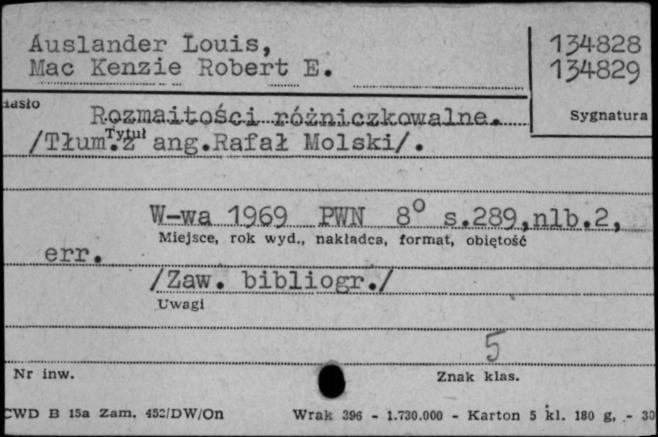 Auslander Louis,
134828
Mac Kenzie Robert E.
134829
Hasło
Rozmaitości różniczkowalne.
Sygnatura
Tytuł
/Tłum.z ang.Rafał Molski/.
W-wa 1969 PWN 8° s.289,nlb.2,
Miejsce, rok wyd., nakładca, format, objętość
err.
/Zaw. bibliogr./
Uwagi
5
Nr inw.
Znak klas.
CWD B 15a Zam. 452/DW/On
Wrak 396 - 1.730.000 - Karton 5 kl. 180 g. - 30